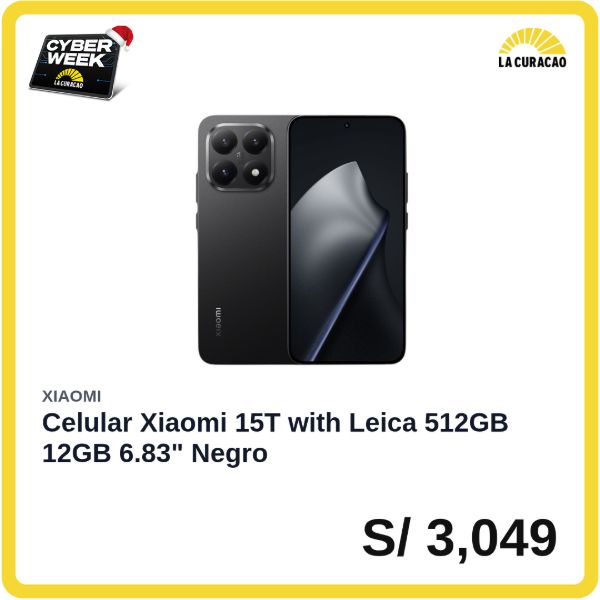 CYBER
WEEK
LA CURACAO
LA CURACAO
xiaomi
XIAOMI
Celular Xiaomi 15T with Leica 512GB
12GB 6.83" Negro
S/ 3,049